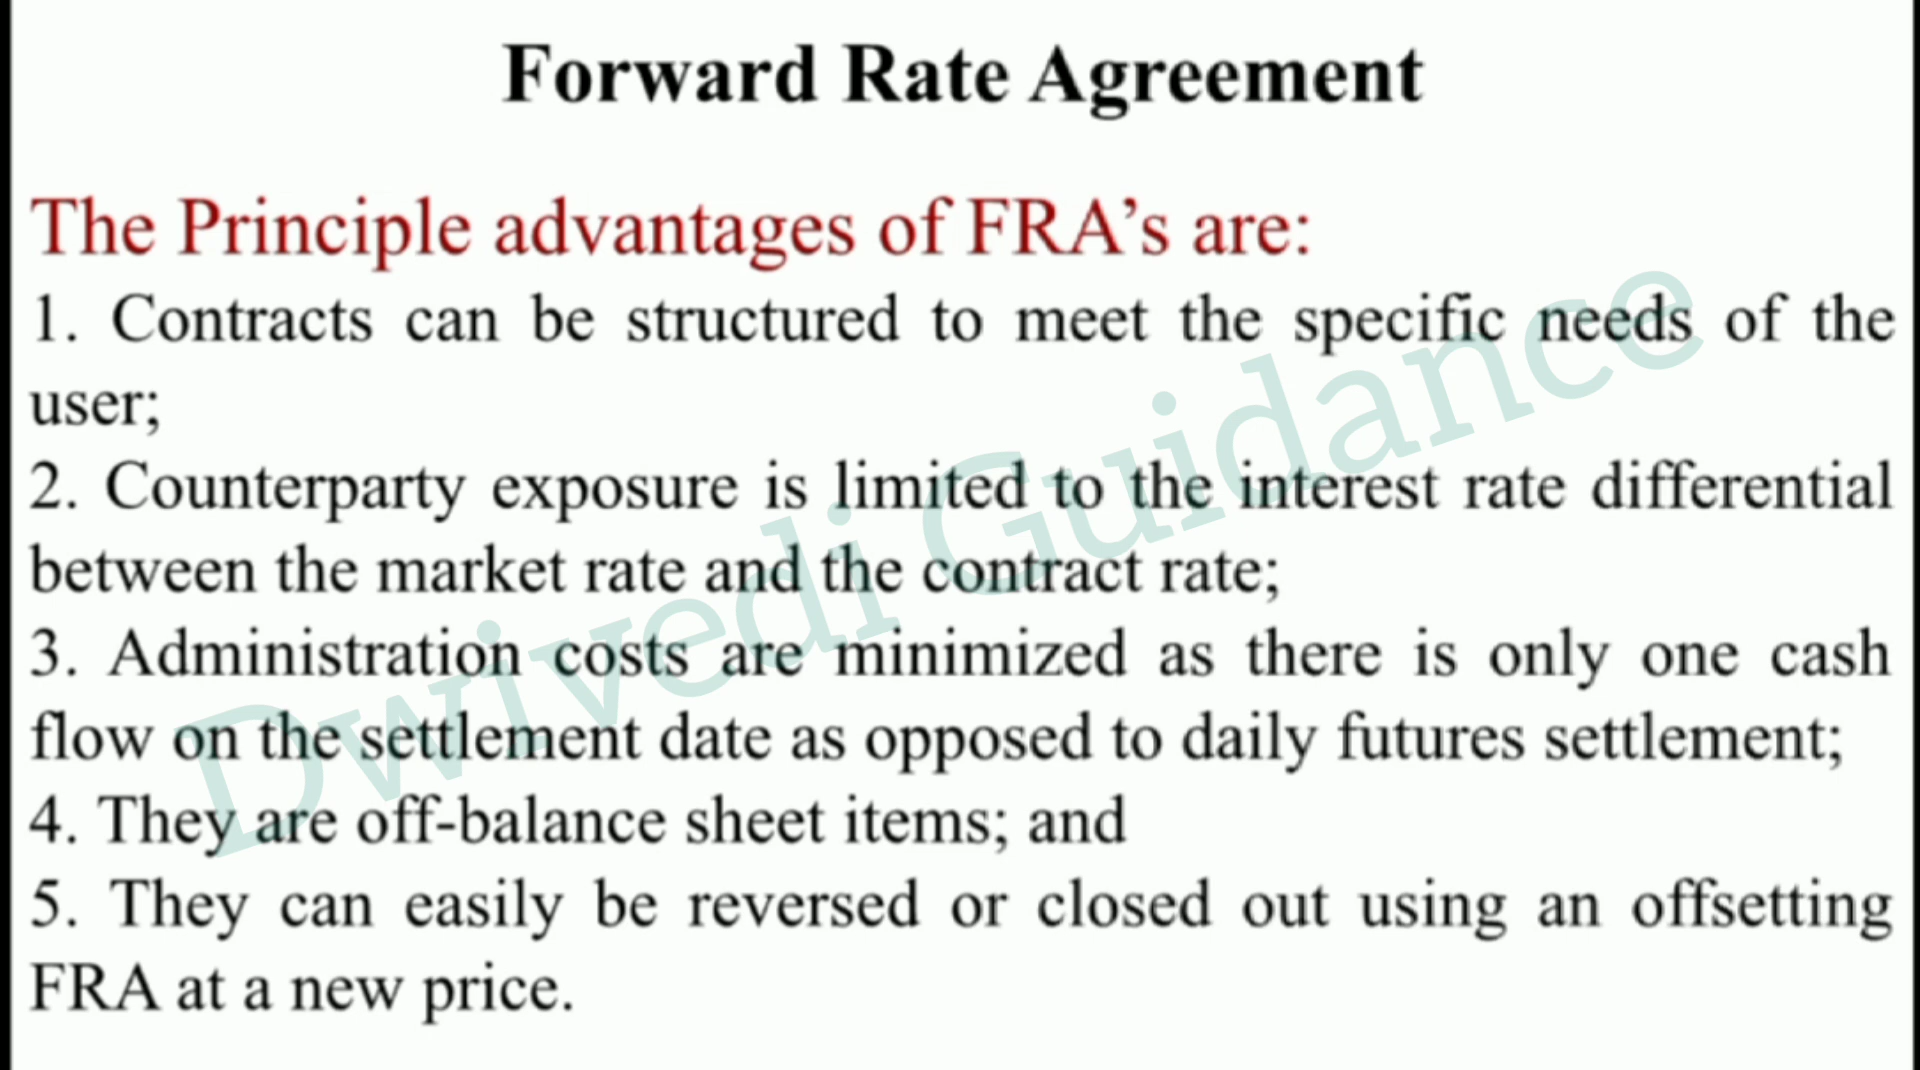 Forward Rate Agreement
The Principle advantages of FRA’s are:
1. Contracts can be structured to meet the specific needs of the
user;
2. Counterparty exposure is limited to the interest rate differential
between the market rate and the contract rate;
3. Administration costs are minimized as there is only one cash
flow on the settlement date as opposed to daily futures settlement;
4. They are off-balance sheet items; and
5. They can easily be reversed or closed out using an offsetting
FRA at a new price.
Dwivedi Guidance